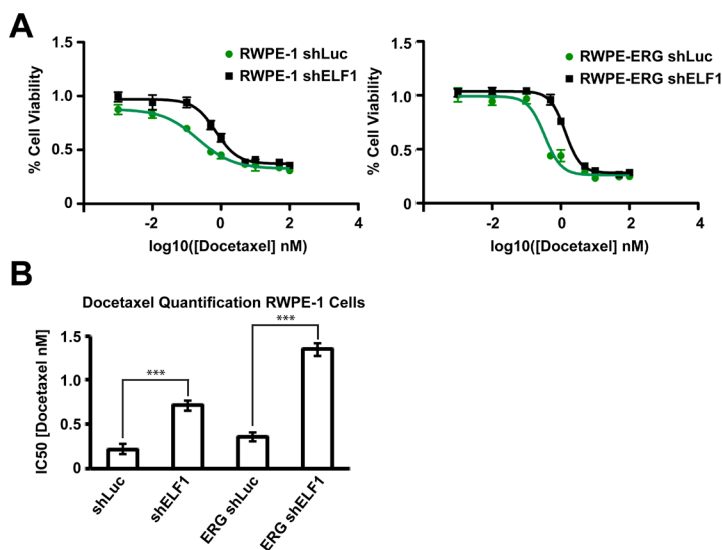 A
1.5
1.0
0.5
0
% Cell Viability
RWPE-1 shLuc
RWPE-1 shELF1
-2 0 2 4
log10([Docetaxel] nM)
1.5
1.0
0.5
0
% Cell Viability
RWPE-ERG shLuc
RWPE-ERG shELF1
-2 0 2 4
log10([Docetaxel] nM)
B
Docetaxel Quantification RWPE-1 Cells
1.5
1.0
0.5
0
IC50 [Docetaxel nM]
***
***
shLuc
shELF1
ERG shLuc
ERG shELF1